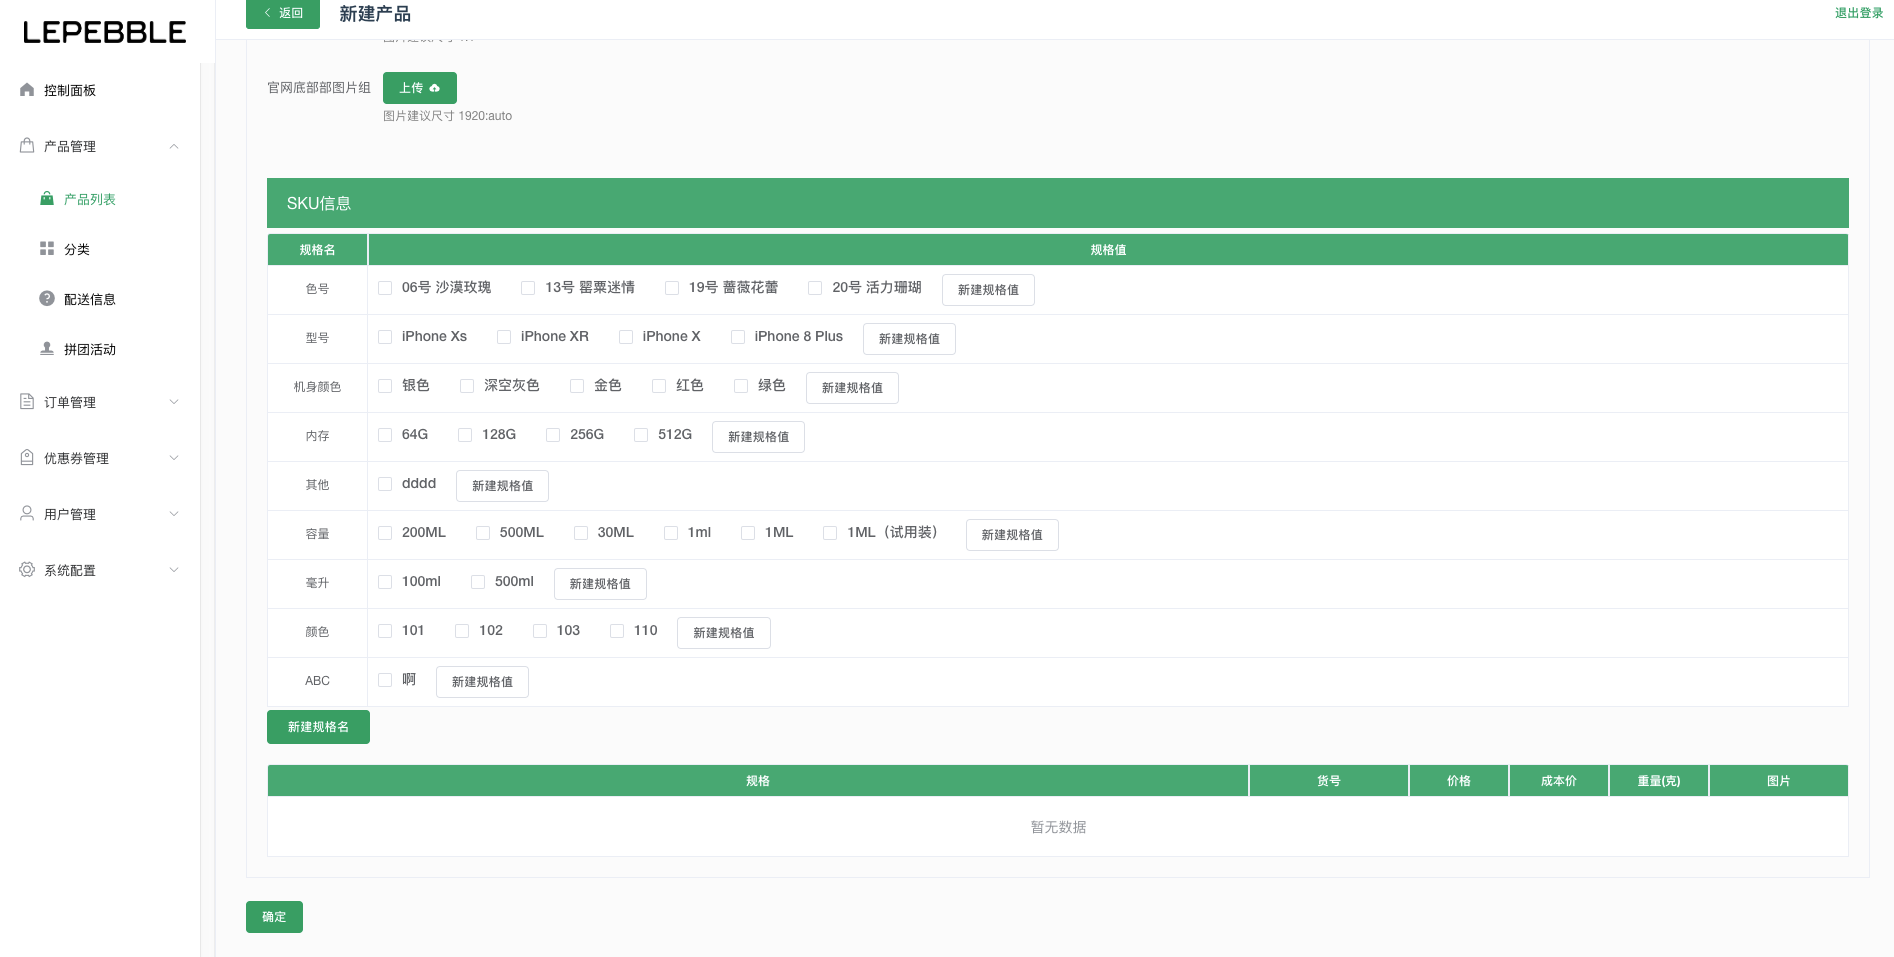 LEPEBBLE
返回
新建产品
退出登录
控制面板
产品管理
产品列表
分类
配送信息
拼团活动
订单管理
优惠券管理
用户管理
系统配置
官网底部部图片组
上传
图片建议尺寸 1920:auto
SKU信息
规格名 规格值
色号 06号 沙漠玫瑰 13号 罂粟迷情 19号 蔷薇花蕾 20号 活力珊瑚 新建规格值
型号 iPhone Xs iPhone XR iPhone X iPhone 8 Plus 新建规格值
机身颜色 银色 深空灰色 金色 红色 绿色 新建规格值
内存 64G 128G 256G 512G 新建规格值
其他 dddd 新建规格值
容量 200ML 500ML 30ML 1ml 1ML 1ML（试用装） 新建规格值
毫升 100ml 500ml 新建规格值
颜色 101 102 103 110 新建规格值
ABC 啊 新建规格值
新建规格名
规格 货号 价格 成本价 重量(克) 图片
暂无数据
确定